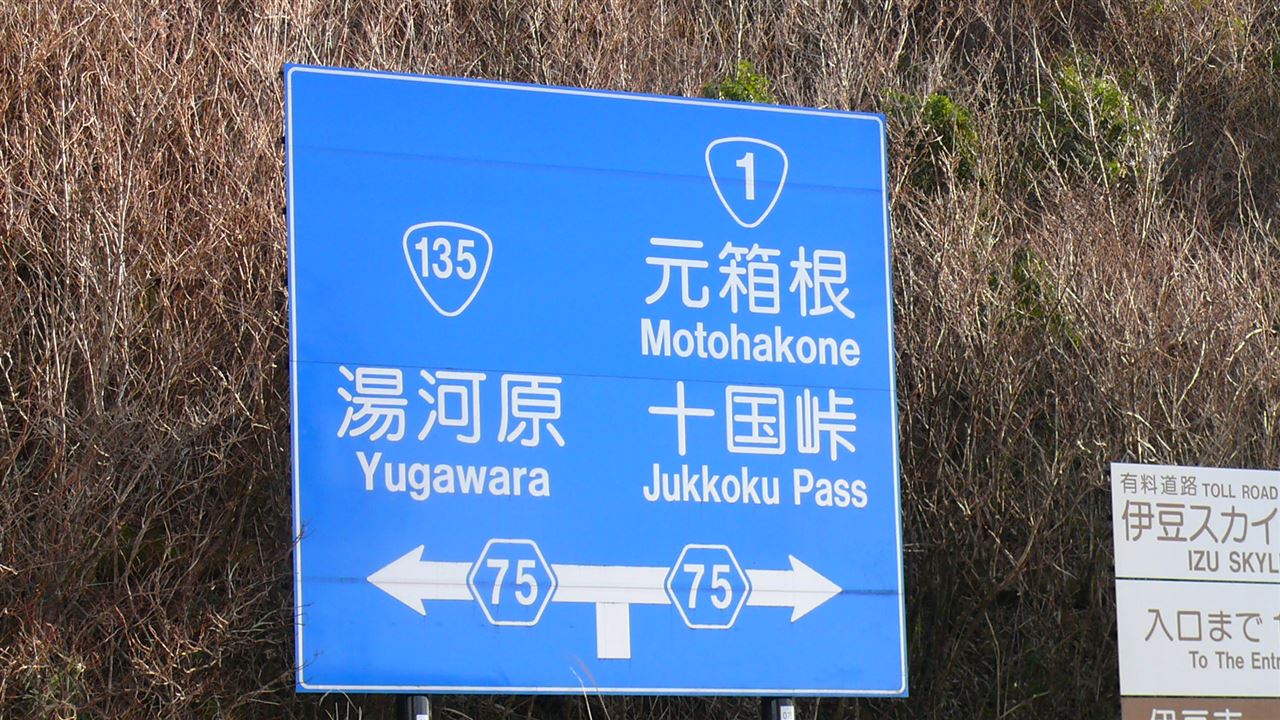 1
135
元箱根
Motohakone
湯河原
Yugawara
十国峠
Jukkoku Pass
75 75
有料道路 TOLL ROAD
伊豆スカイ
IZU SKYL
入口まで
To The Entr